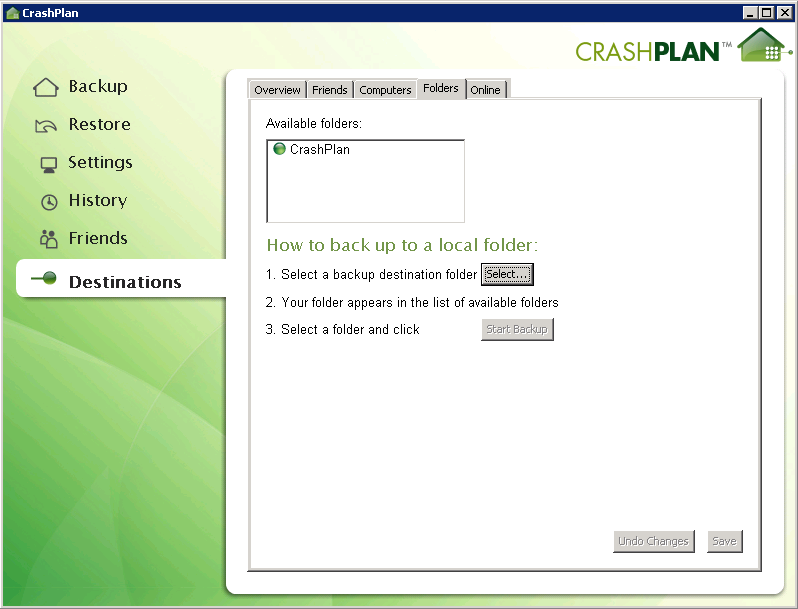 CrashPlan
CRASHPLAN™
Backup
Restore
Settings
History
Friends
Destinations
Overview Friends Computers Folders Online
Available folders:
CrashPlan
How to back up to a local folder:
1. Select a backup destination folder Select...
2. Your folder appears in the list of available folders
3. Select a folder and click Start Backup
Undo Changes Save